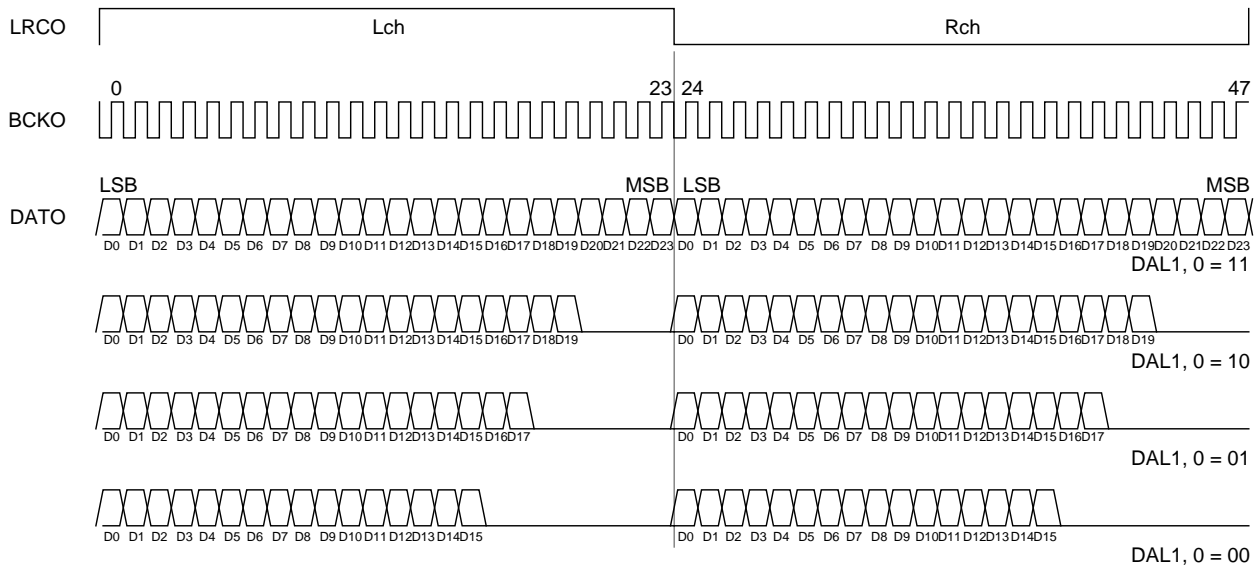 LRCO Lch Rch
0 23 24 47
BCKO
LSB MSB LSB MSB
DATO
D0 D1 D2 D3 D4 D5 D6 D7 D8 D9 D10 D11 D12 D13 D14 D15 D16 D17 D18 D19 D20 D21 D22 D23 D0 D1 D2 D3 D4 D5 D6 D7 D8 D9 D10 D11 D12 D13 D14 D15 D16 D17 D18 D19 D20 D21 D22 D23
DAL1, 0 = 11
D0 D1 D2 D3 D4 D5 D6 D7 D8 D9 D10 D11 D12 D13 D14 D15 D16 D17 D18 D19 D0 D1 D2 D3 D4 D5 D6 D7 D8 D9 D10 D11 D12 D13 D14 D15 D16 D17 D18 D19
DAL1, 0 = 10
D0 D1 D2 D3 D4 D5 D6 D7 D8 D9 D10 D11 D12 D13 D14 D15 D16 D17 D0 D1 D2 D3 D4 D5 D6 D7 D8 D9 D10 D11 D12 D13 D14 D15 D16 D17
DAL1, 0 = 01
D0 D1 D2 D3 D4 D5 D6 D7 D8 D9 D10 D11 D12 D13 D14 D15 D0 D1 D2 D3 D4 D5 D6 D7 D8 D9 D10 D11 D12 D13 D14 D15
DAL1, 0 = 00